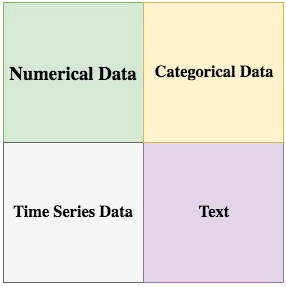 Numerical Data
Categorical Data
Time Series Data
Text